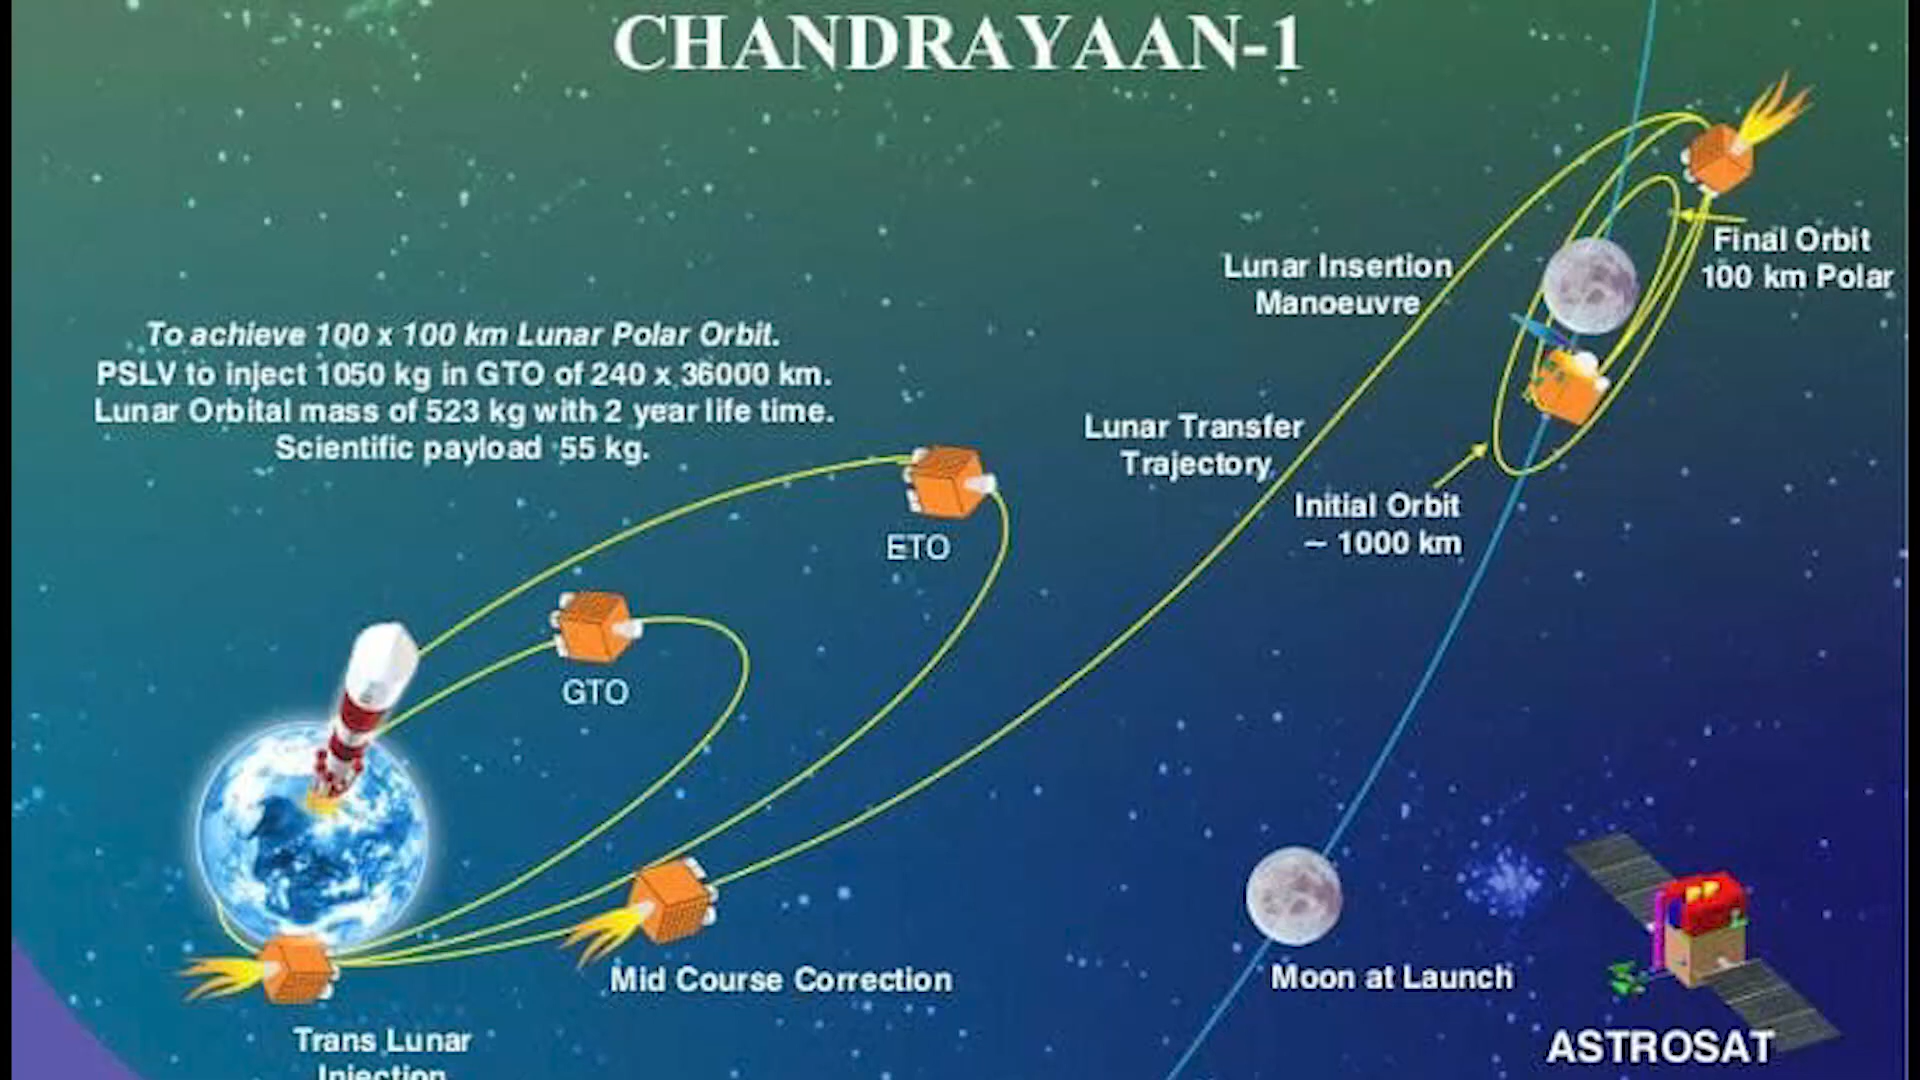 CHANDRAYAAN-1
Final Orbit
100 km Polar
Lunar Insertion
Manoeuvre
To achieve 100 x 100 km Lunar Polar Orbit.
PSLV to inject 1050 kg in GTO of 240 x 36000 km.
Lunar Orbital mass of 523 kg with 2 year life time.
Scientific payload 55 kg.
Lunar Transfer
Trajectory
Initial Orbit
~ 1000 km
ETO
GTO
Mid Course Correction
Moon at Launch
Trans Lunar
Injection
ASTROSAT